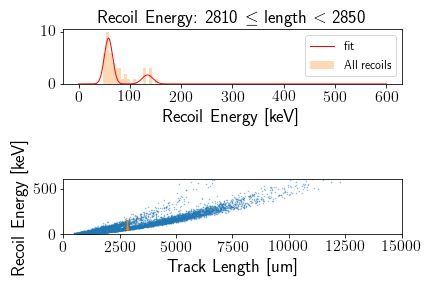 Recoil Energy: 2810 ≤ length < 2850
10
0
fit
All recoils
0 100 200 300 400 500 600
Recoil Energy [keV]
Recoil Energy [keV]
500
0
0 2500 5000 7500 10000 12500 15000
Track Length [um]